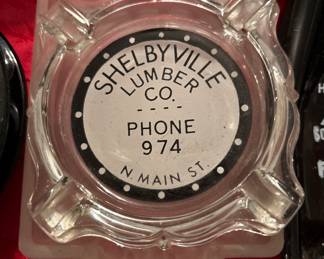 SHELBYVILLE
LUMBER
CO.
----
PHONE
974
N. MAIN ST.